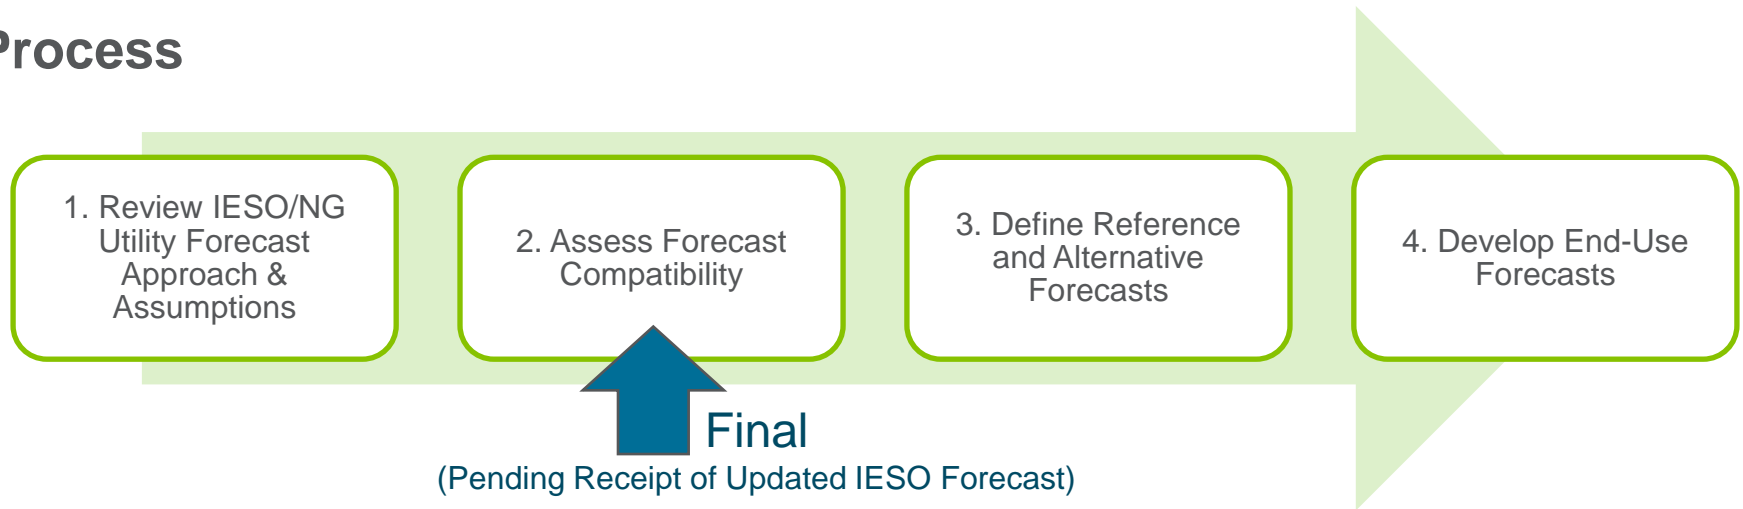 Process
1. Review IESO/NG
Utility Forecast
Approach &
Assumptions
2. Assess Forecast
Compatibility
3. Define Reference
and Alternative
Forecasts
4. Develop End-Use
Forecasts
Final
(Pending Receipt of Updated IESO Forecast)